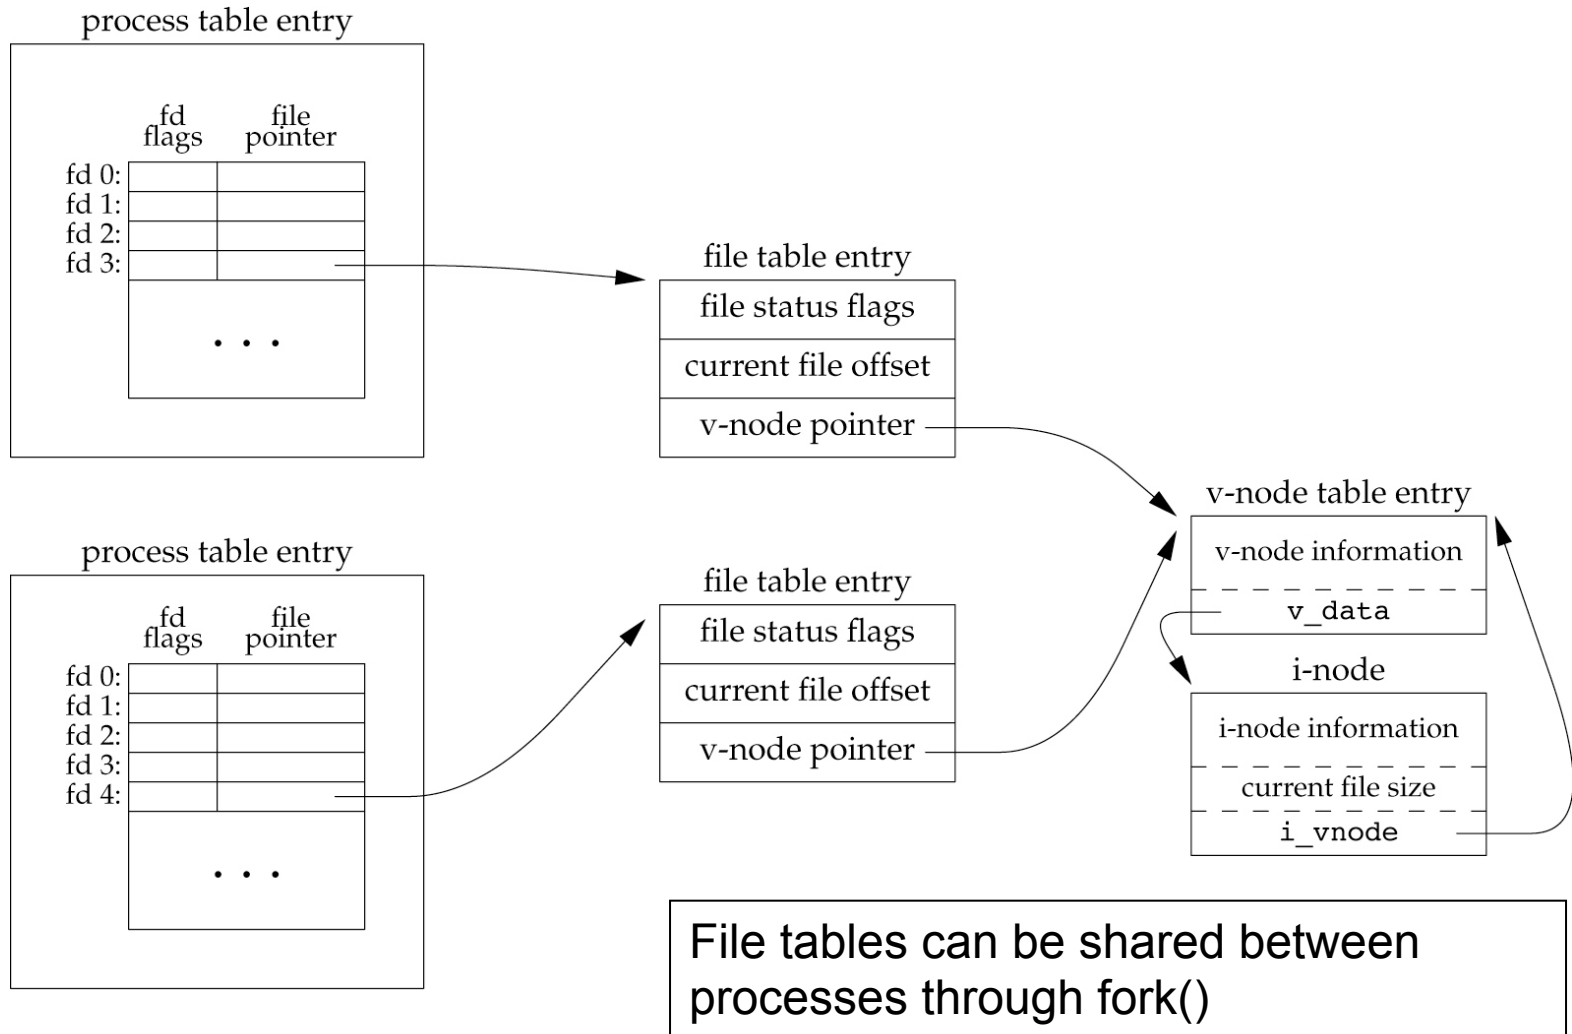 process table entry
fd
flags
file
pointer
fd 0:
fd 1:
fd 2:
fd 3:
. . .
file table entry
file status flags
current file offset
v-node pointer
process table entry
fd
flags
file
pointer
fd 0:
fd 1:
fd 2:
fd 3:
fd 4:
. . .
file table entry
file status flags
current file offset
v-node pointer
v-node table entry
v-node information
v_data
i-node
i-node information
current file size
i_vnode
File tables can be shared between
processes through fork()